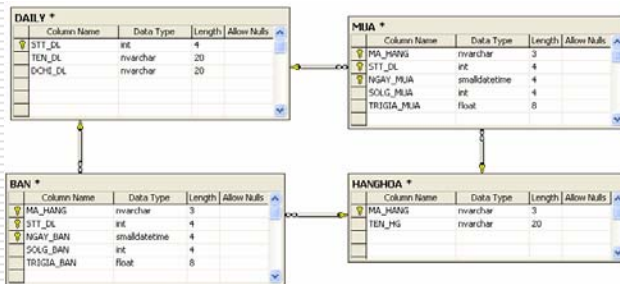 DAILY *
Column Name Data Type Length Allow Nulls
STT_DL int 4
TEN_DL nvarchar 20
DCHI_DL nvarchar 20
MUA *
Column Name Data Type Length Allow Nulls
MA_HANG nvarchar 3
STT_DL int 4
NGAY_MUA smalldatetime 4
SOLG_MUA int 4
TRIGIA_MUA float 8
BAN *
Column Name Data Type Length Allow Nulls
MA_HANG nvarchar 3
STT_DL int 4
NGAY_BAN smalldatetime 4
SOLG_BAN int 4
TRIGIA_BAN float 8
HANGHOA *
Column Name Data Type Length Allow Nulls
MA_HANG nvarchar 3
TEN_HG nvarchar 20